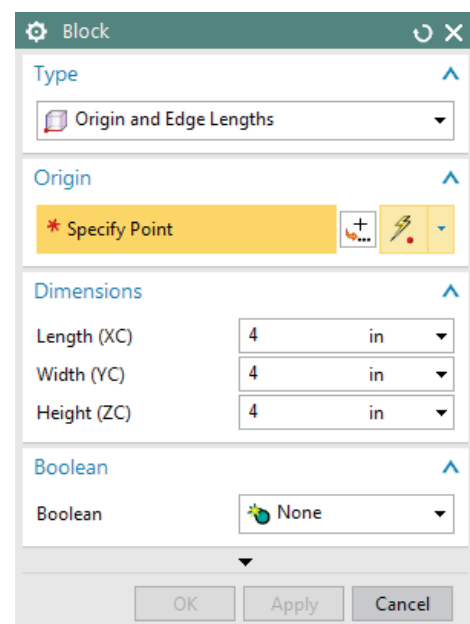 Block
Type
Origin and Edge Lengths
Origin
* Specify Point
Dimensions
Length (XC) 4 in
Width (YC) 4 in
Height (ZC) 4 in
Boolean
Boolean None
OK Apply Cancel